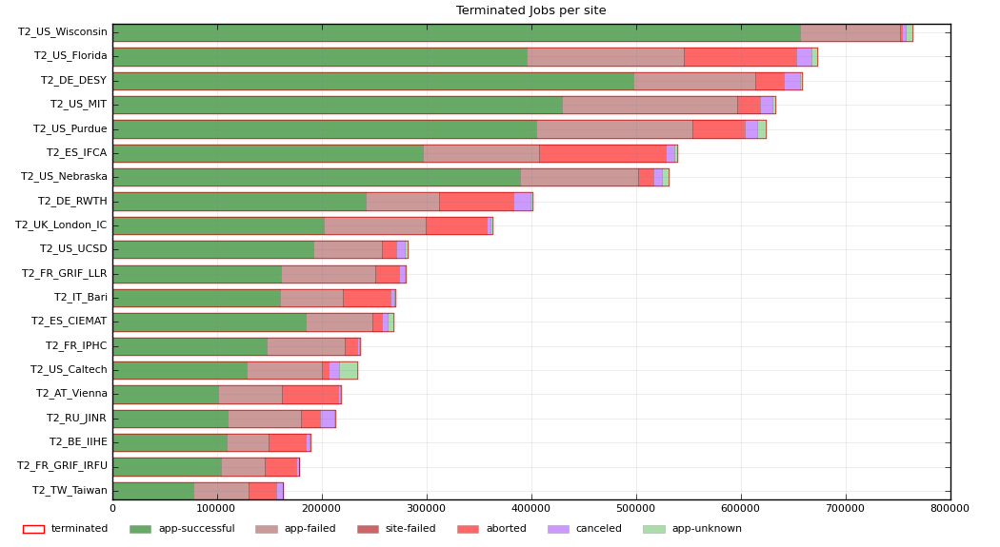 Terminated Jobs per site
T2_US_Wisconsin
T2_US_Florida
T2_DE_DESY
T2_US_MIT
T2_US_Purdue
T2_ES_IFCA
T2_US_Nebraska
T2_DE_RWTH
T2_UK_London_IC
T2_US_UCSD
T2_FR_GRIF_LLR
T2_IT_Bari
T2_ES_CIEMAT
T2_FR_IPHC
T2_US_Caltech
T2_AT_Vienna
T2_RU_JINR
T2_BE_IIHE
T2_FR_GRIF_IRFU
T2_TW_Taiwan
0 100000 200000 300000 400000 500000 600000 700000 800000
terminated app-successful app-failed site-failed aborted canceled app-unknown